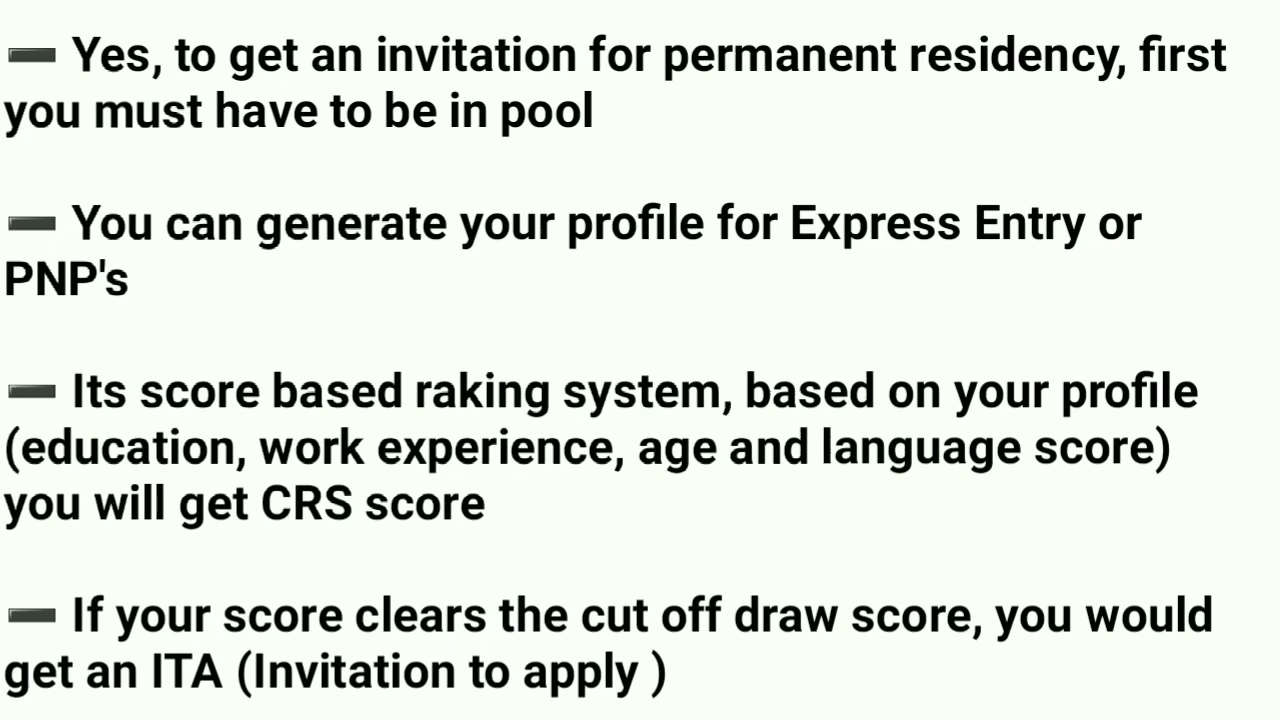 ➖ Yes, to get an invitation for permanent residency, first
you must have to be in pool
➖ You can generate your profile for Express Entry or
PNP's
➖ Its score based raking system, based on your profile
(education, work experience, age and language score)
you will get CRS score
➖ If your score clears the cut off draw score, you would
get an ITA (Invitation to apply )